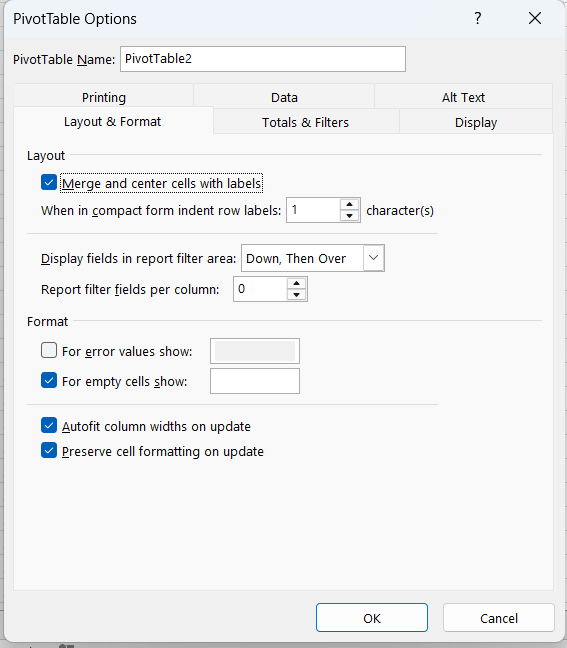 PivotTable Options ?
PivotTable Name: PivotTable2
Printing Data Alt Text
Layout & Format Totals & Filters Display
Layout
Merge and center cells with labels
When in compact form indent row labels: 1 character(s)
Display fields in report filter area: Down, Then Over
Report filter fields per column: 0
Format
For error values show:
For empty cells show:
Autofit column widths on update
Preserve cell formatting on update
OK Cancel